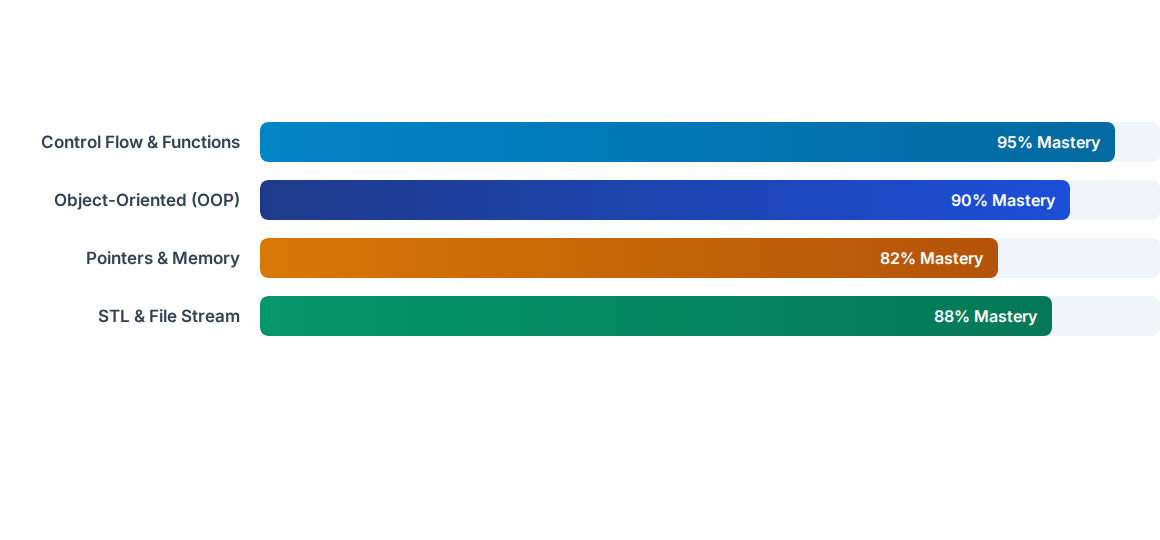 Control Flow & Functions 95% Mastery
Object-Oriented (OOP) 90% Mastery
Pointers & Memory 82% Mastery
STL & File Stream 88% Mastery